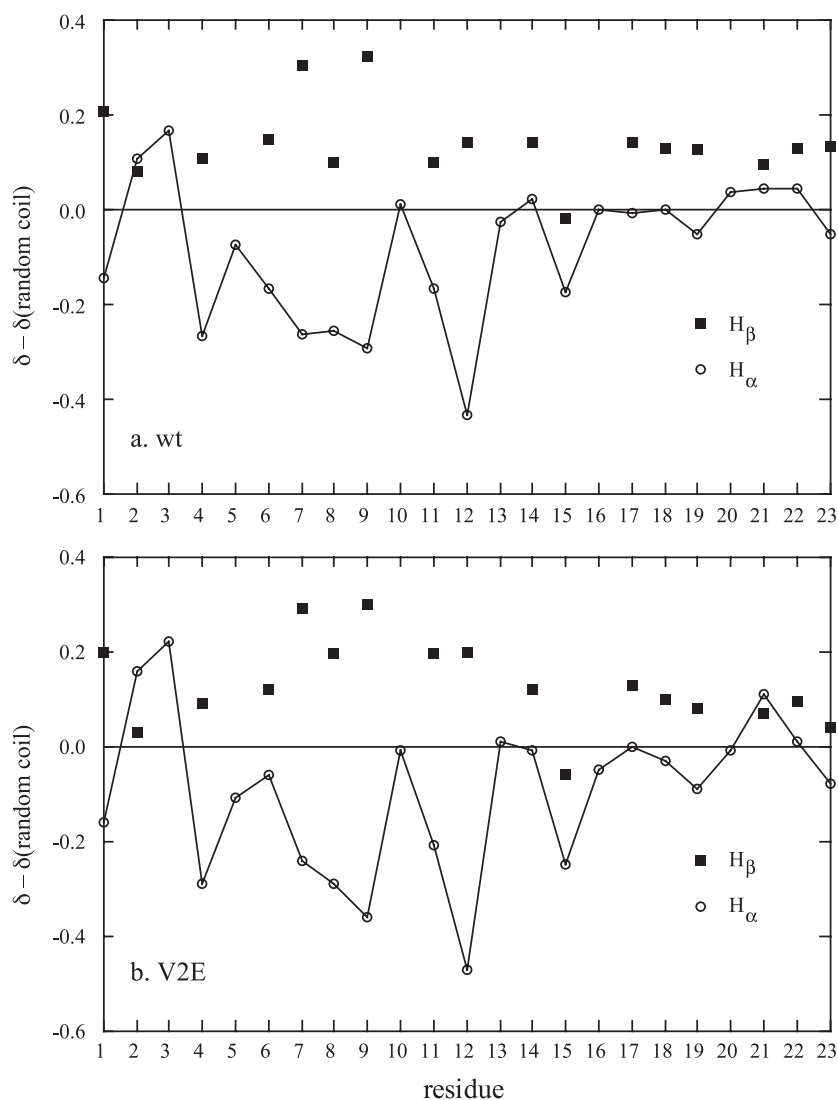 0.4
0.2
0.0
-0.2
-0.4
-0.6
δ – δ(random coil)
H_β
H_α
a. wt
1 2 3 4 5 6 7 8 9 10 11 12 13 14 15 16 17 18 19 20 21 22 23
0.4
0.2
0.0
-0.2
-0.4
-0.6
δ – δ(random coil)
H_β
H_α
b. V2E
1 2 3 4 5 6 7 8 9 10 11 12 13 14 15 16 17 18 19 20 21 22 23
residue